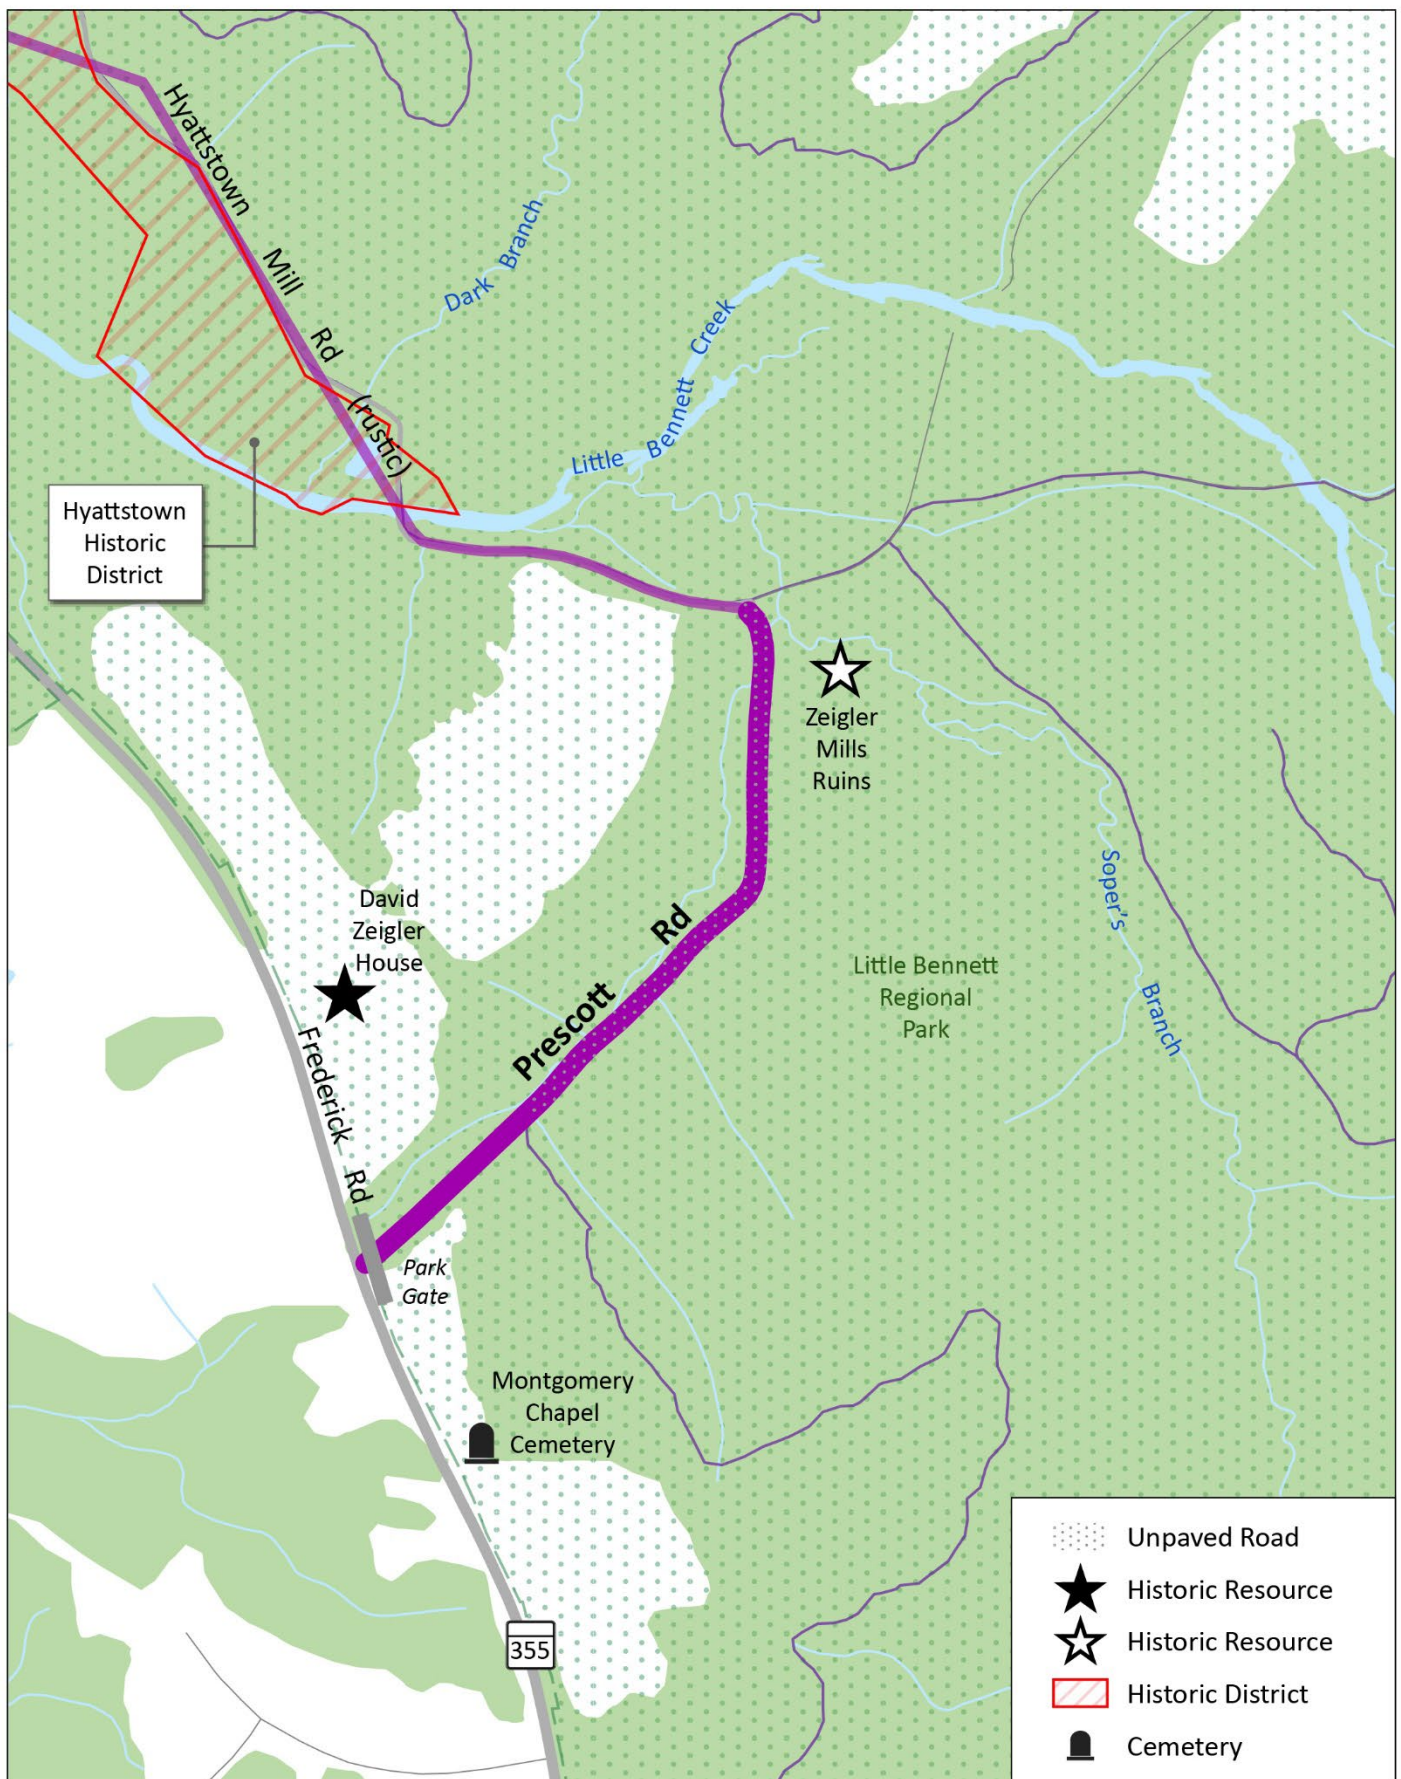 Hyattstown
Mill
Rd
(rustic)
Dark Branch
Little Bennett Creek
Hyattstown
Historic
District
Zeigler
Mills
Ruins
David
Zeigler
House
Prescott Rd
Little Bennett
Regional
Park
Soper's
Branch
Frederick Rd
Park
Gate
Montgomery
Chapel
Cemetery
355
Unpaved Road
Historic Resource
Historic Resource
Historic District
Cemetery